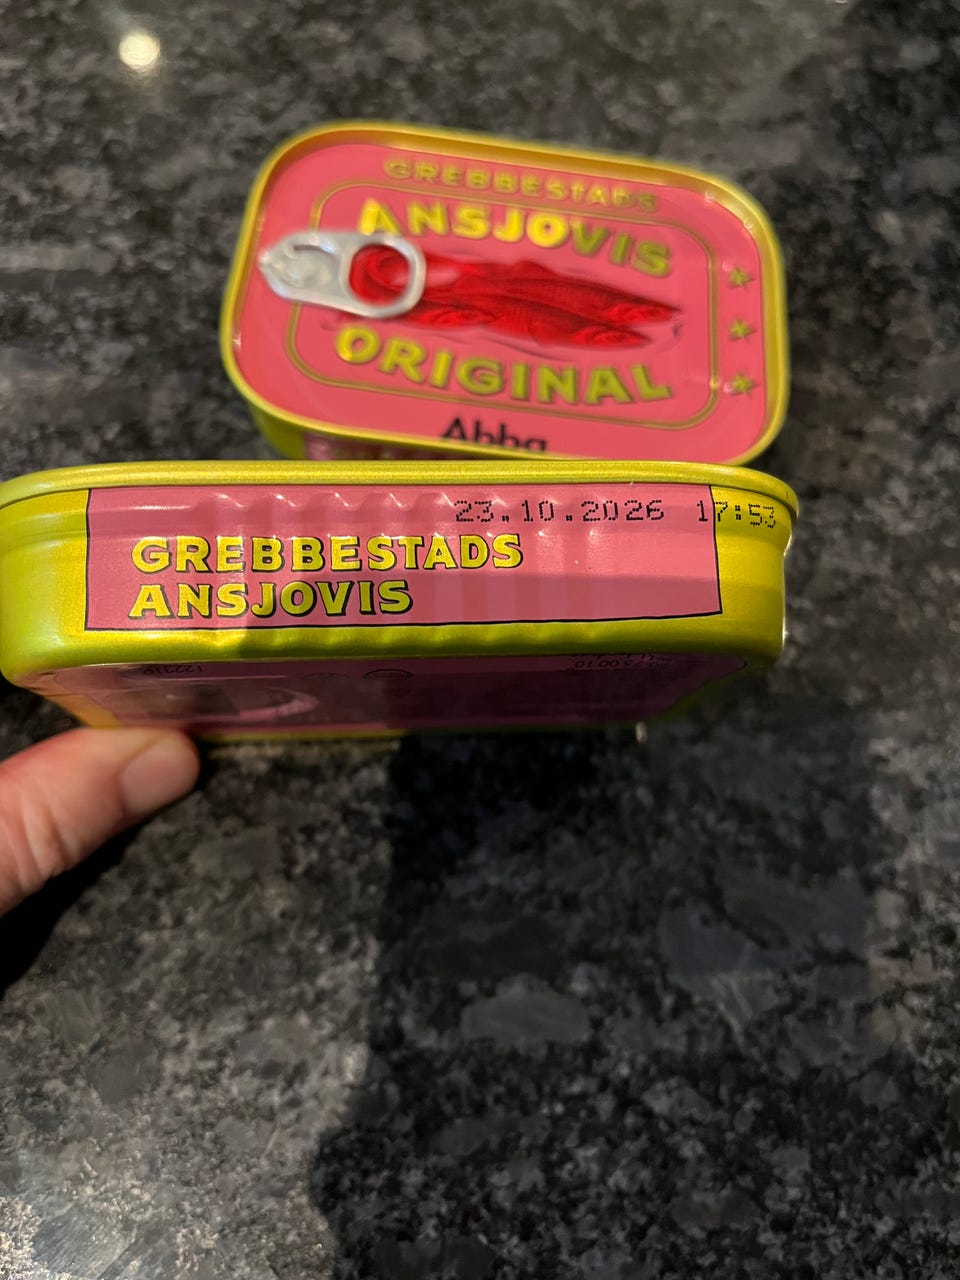 GREBBESTADS
ANSJOVIS
ORIGINAL
Abba
23.10.2026 17:53
GREBBESTADS
ANSJOVIS